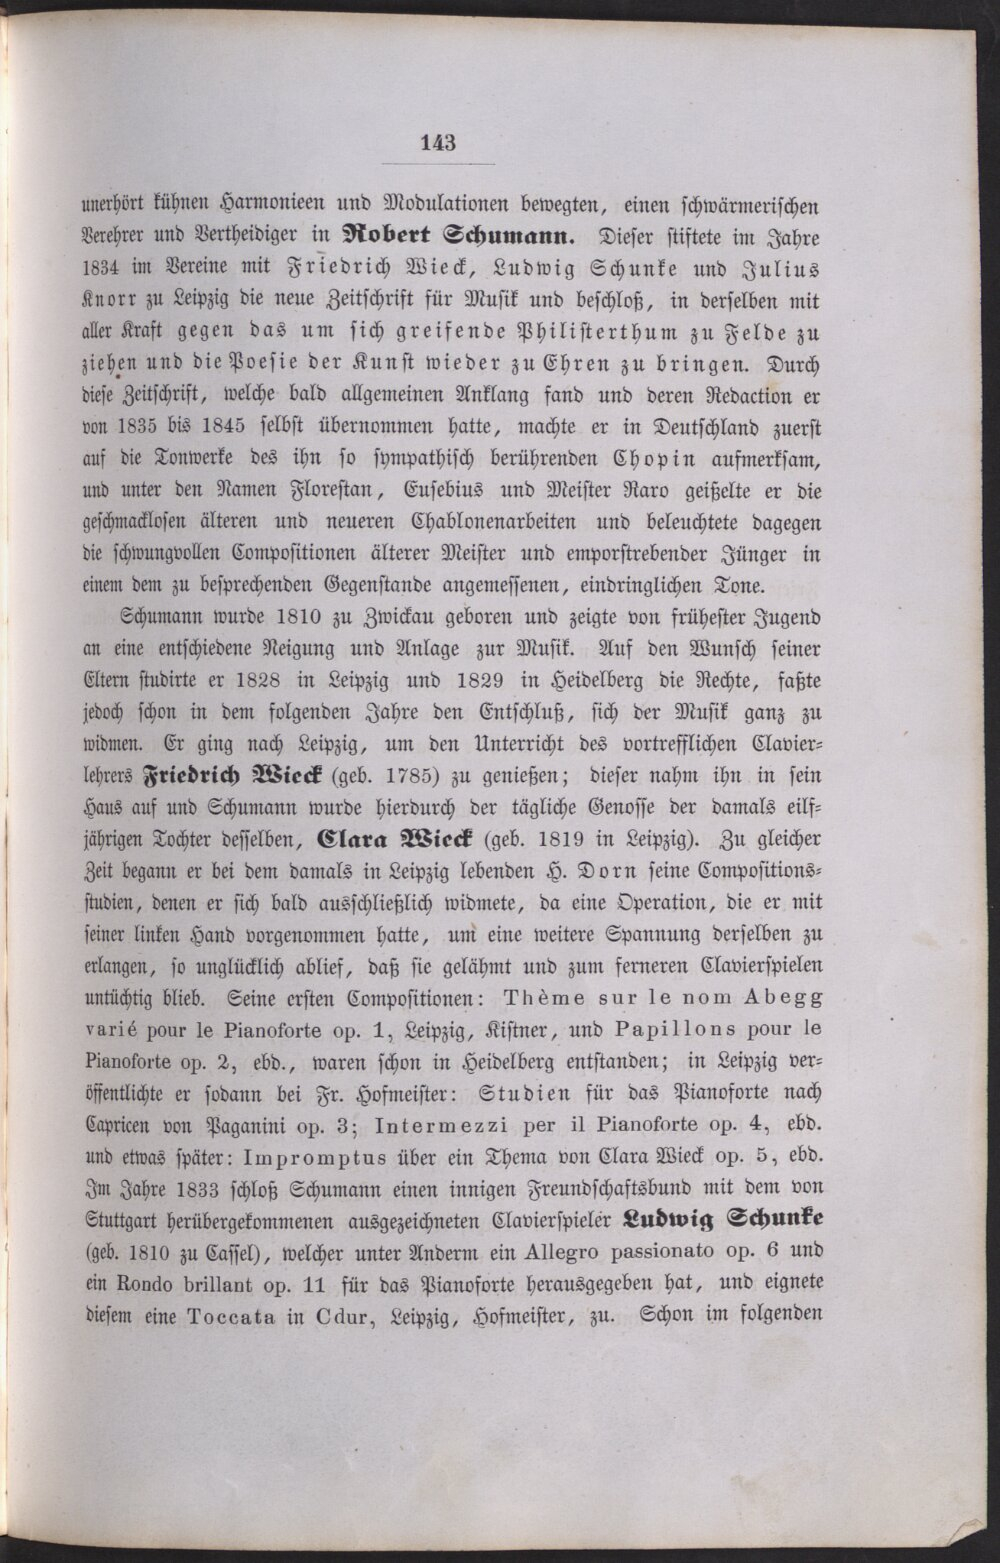 143
unerhört kühnen Harmonieen und Modulationen bewegten, einen schwärmerischen
Verehrer und Vertheidiger in Robert Schumann. Dieser stiftete im Jahre
1834 im Vereine mit Friedrich Wieck, Ludwig Schunke und Julius
Knorr zu Leipzig die neue Zeitschrift für Musik und beschloß, in derselben mit
aller Kraft gegen das um sich greifende Philisterthum zu Felde zu
ziehen und die Poesie der Kunst wieder zu Ehren zu bringen. Durch
diese Zeitschrift, welche bald allgemeinen Anklang fand und deren Redaction er
von 1835 bis 1845 selbst übernommen hatte, machte er in Deutschland zuerst
auf die Tonwerke des ihn so sympathisch berührenden Chopin aufmerksam,
und unter den Namen Florestan, Eusebius und Meister Raro geißelte er die
geschmacklosen älteren und neueren Chablonenarbeiten und beleuchtete dagegen
die schwungvollen Compositionen älterer Meister und emporstrebender Jünger in
einem dem zu besprechenden Gegenstande angemessenen, eindringlichen Tone.
Schumann wurde 1810 zu Zwickau geboren und zeigte von frühester Jugend
an eine entschiedene Neigung und Anlage zur Musik. Auf den Wunsch seiner
Eltern studirte er 1828 in Leipzig und 1829 in Heidelberg die Rechte, faßte
jedoch schon in dem folgenden Jahre den Entschluß, sich der Musik ganz zu
widmen. Er ging nach Leipzig, um den Unterricht des vortrefflichen Clavier-
lehrers Friedrich Wieck (geb. 1785) zu genießen; dieser nahm ihn in sein
Haus auf und Schumann wurde hierdurch der tägliche Genosse der damals eilf-
jährigen Tochter desselben, Clara Wieck (geb. 1819 in Leipzig). Zu gleicher
Zeit begann er bei dem damals in Leipzig lebenden H. Dorn seine Compositions-
studien, denen er sich bald ausschließlich widmete, da eine Operation, die er mit
seiner linken Hand vorgenommen hatte, um eine weitere Spannung derselben zu
erlangen, so unglücklich ablief, daß sie gelähmt und zum ferneren Clavierspielen
untüchtig blieb. Seine ersten Compositionen: Thème sur le nom Abegg
varié pour le Pianoforte op. 1, Leipzig, Kistner, und Papillons pour le
Pianoforte op. 2, ebd., waren schon in Heidelberg entstanden; in Leipzig ver-
öffentlichte er sodann bei Fr. Hofmeister: Studien für das Pianoforte nach
Capricen von Paganini op. 3; Intermezzi per il Pianoforte op. 4, ebd.
und etwas später: Impromptus über ein Thema von Clara Wieck op. 5, ebd.
Im Jahre 1833 schloß Schumann einen innigen Freundschaftsbund mit dem von
Stuttgart herübergekommenen ausgezeichneten Clavierspieler Ludwig Schunke
(geb. 1810 zu Cassel), welcher unter Anderm ein Allegro passionato op. 6 und
ein Rondo brillant op. 11 für das Pianoforte herausgegeben hat, und eignete
diesem eine Toccata in Cdur, Leipzig, Hofmeister, zu. Schon im folgenden